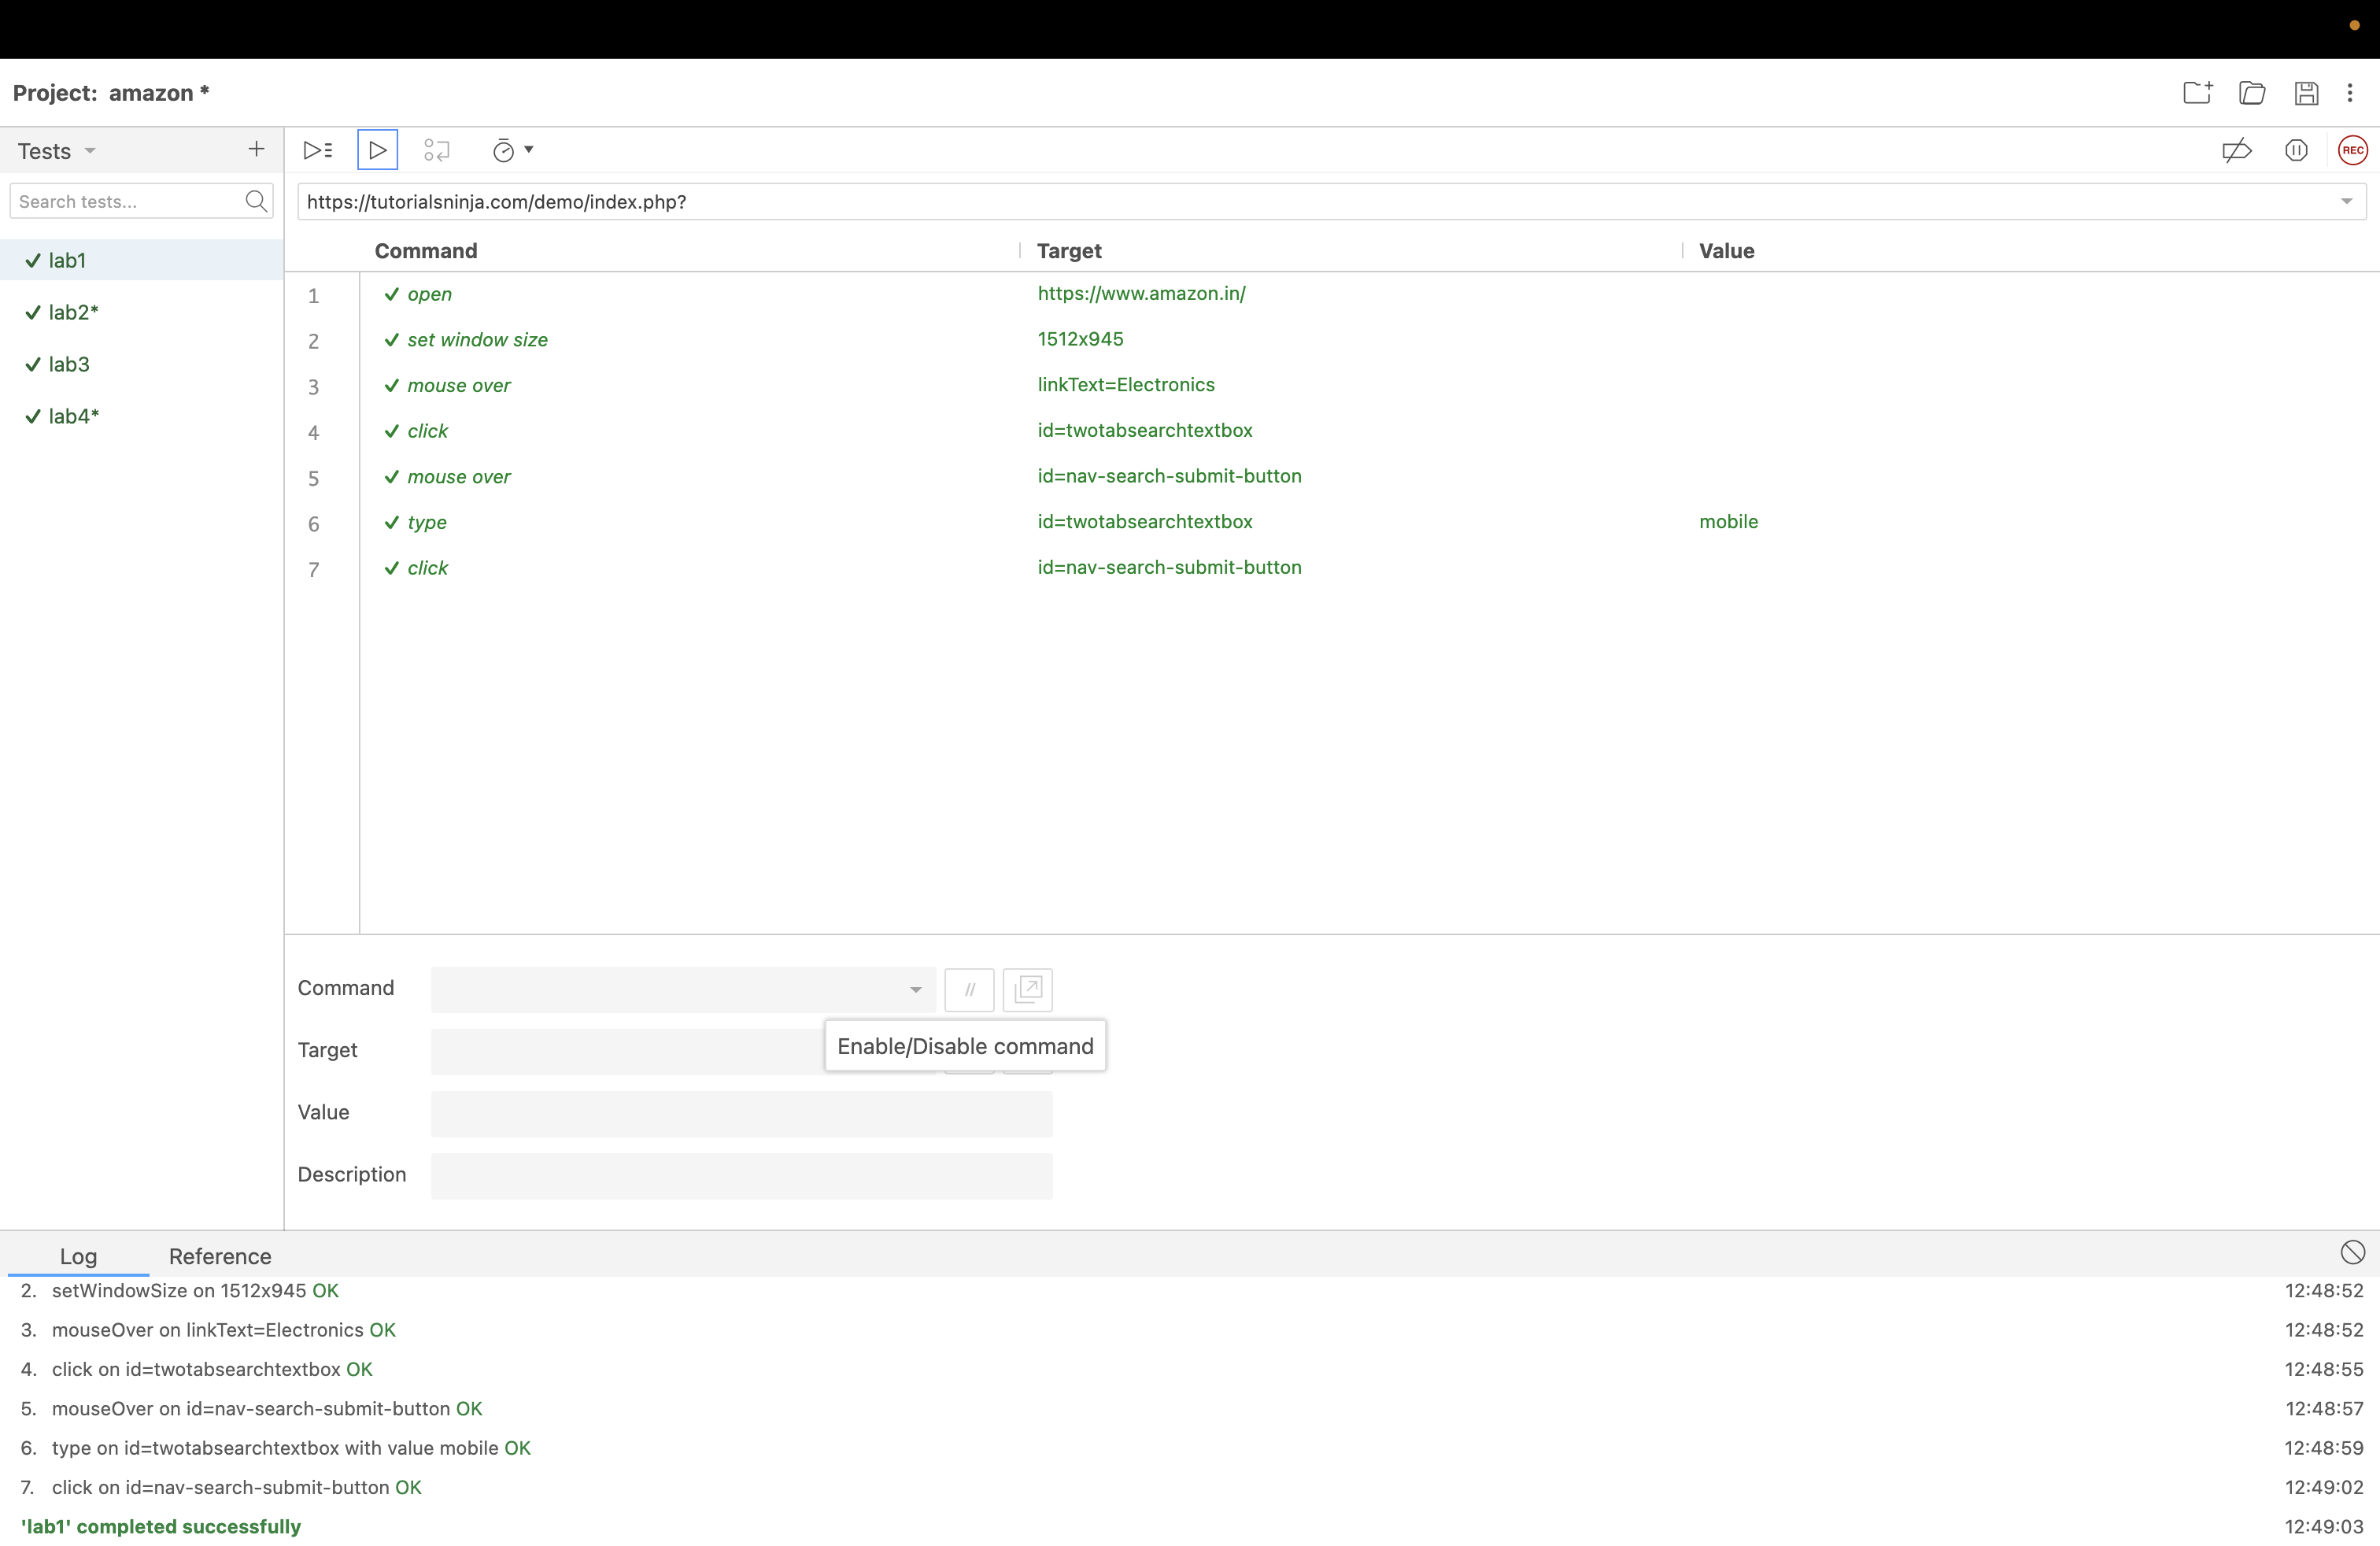 Project: amazon *
Tests
Search tests...
lab1
lab2*
lab3
lab4*
REC
https://tutorialsninja.com/demo/index.php?
Command Target Value
1 open https://www.amazon.in/
2 set window size 1512x945
3 mouse over linkText=Electronics
4 click id=twotabsearchtextbox
5 mouse over id=nav-search-submit-button
6 type id=twotabsearchtextbox mobile
7 click id=nav-search-submit-button
Command //
Enable/Disable command
Target
Value
Description
Log Reference
2. setWindowSize on 1512x945 OK 12:48:52
3. mouseOver on linkText=Electronics OK 12:48:52
4. click on id=twotabsearchtextbox OK 12:48:55
5. mouseOver on id=nav-search-submit-button OK 12:48:57
6. type on id=twotabsearchtextbox with value mobile OK 12:48:59
7. click on id=nav-search-submit-button OK 12:49:02
'lab1' completed successfully 12:49:03